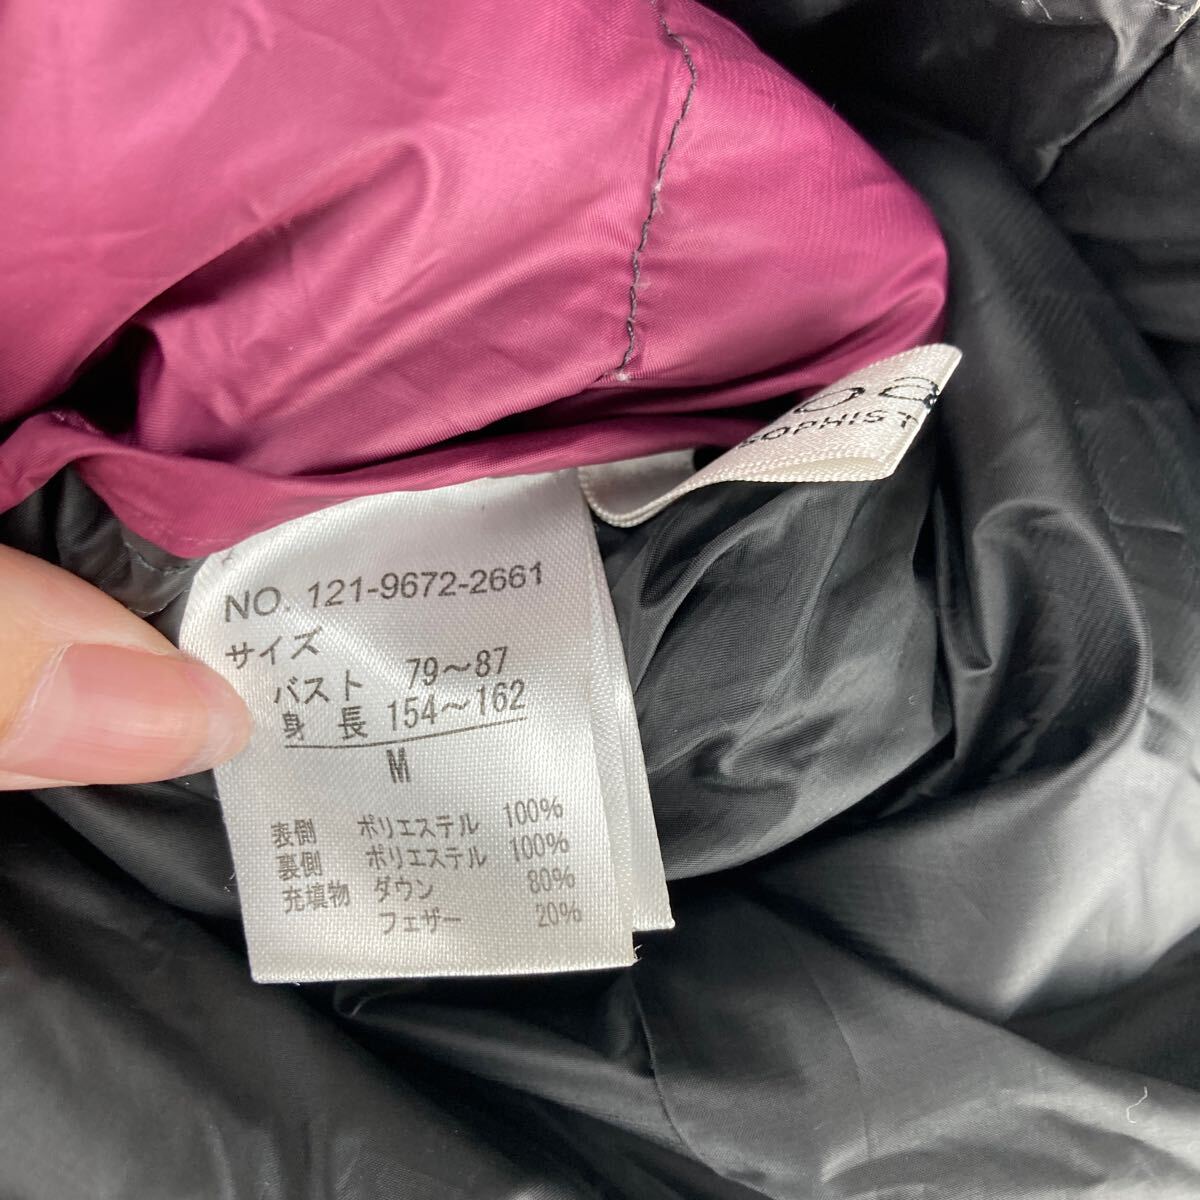 NO. 121-9672-2661
サイズ
バスト 79～87
身長 154～162
M
表側 ポリエステル 100%
裏側 ポリエステル 100%
充填物 ダウン 80%
フェザー 20%